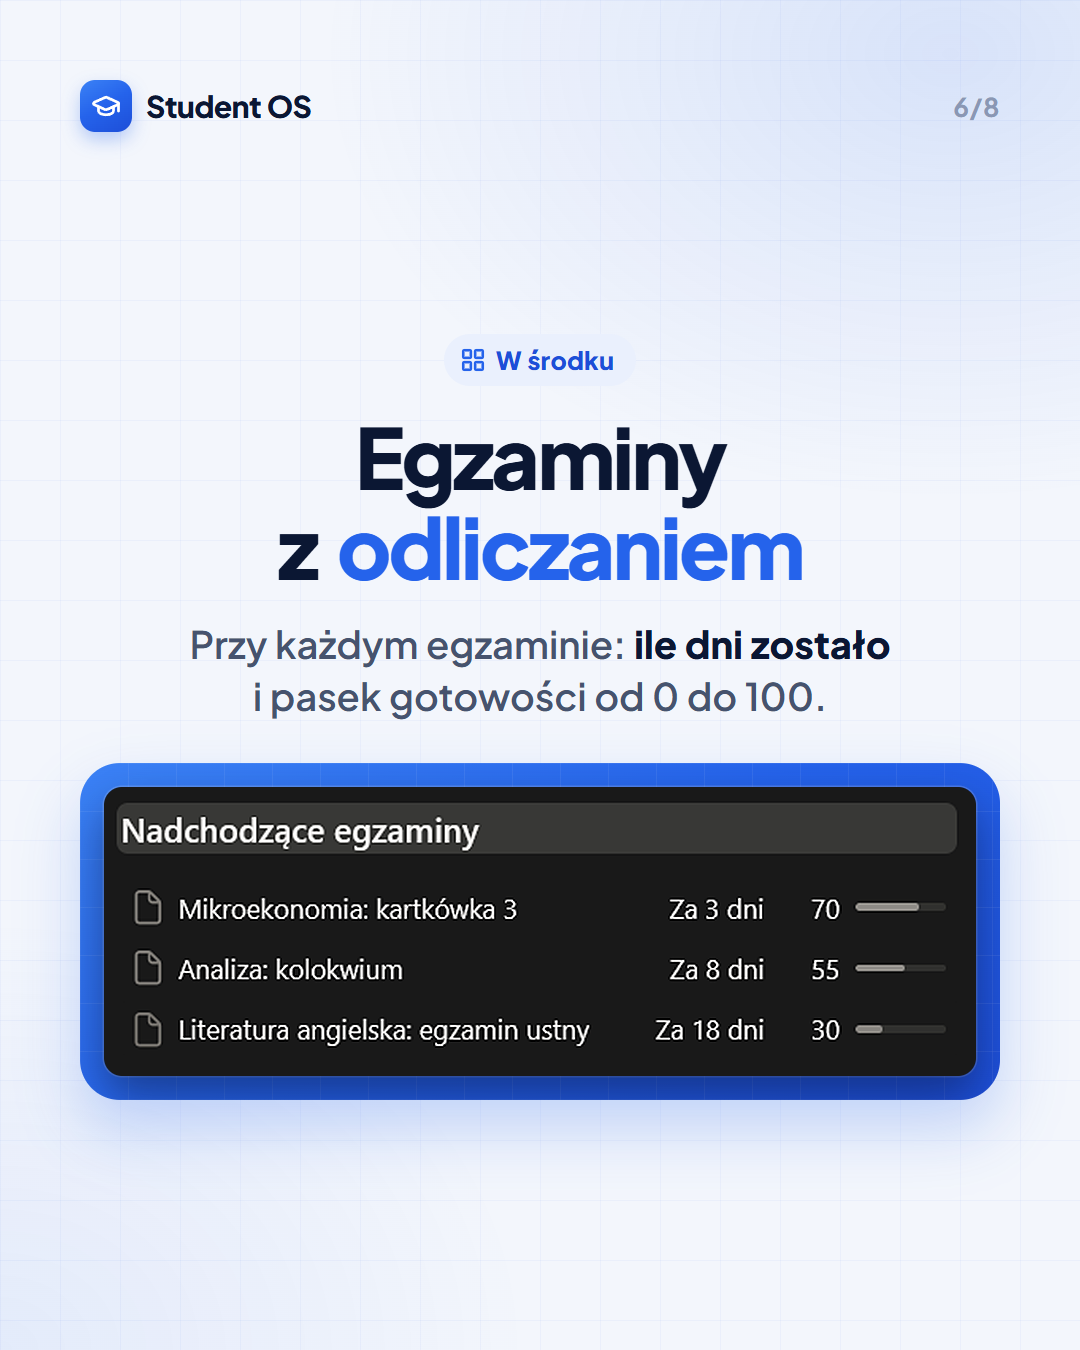 Student OS
6/8
W środku
Egzaminy
z odliczaniem
Przy każdym egzaminie: ile dni zostało
i pasek gotowości od 0 do 100.
Nadchodzące egzaminy
Mikroekonomia: kartkówka 3 Za 3 dni 70
Analiza: kolokwium Za 8 dni 55
Literatura angielska: egzamin ustny Za 18 dni 30